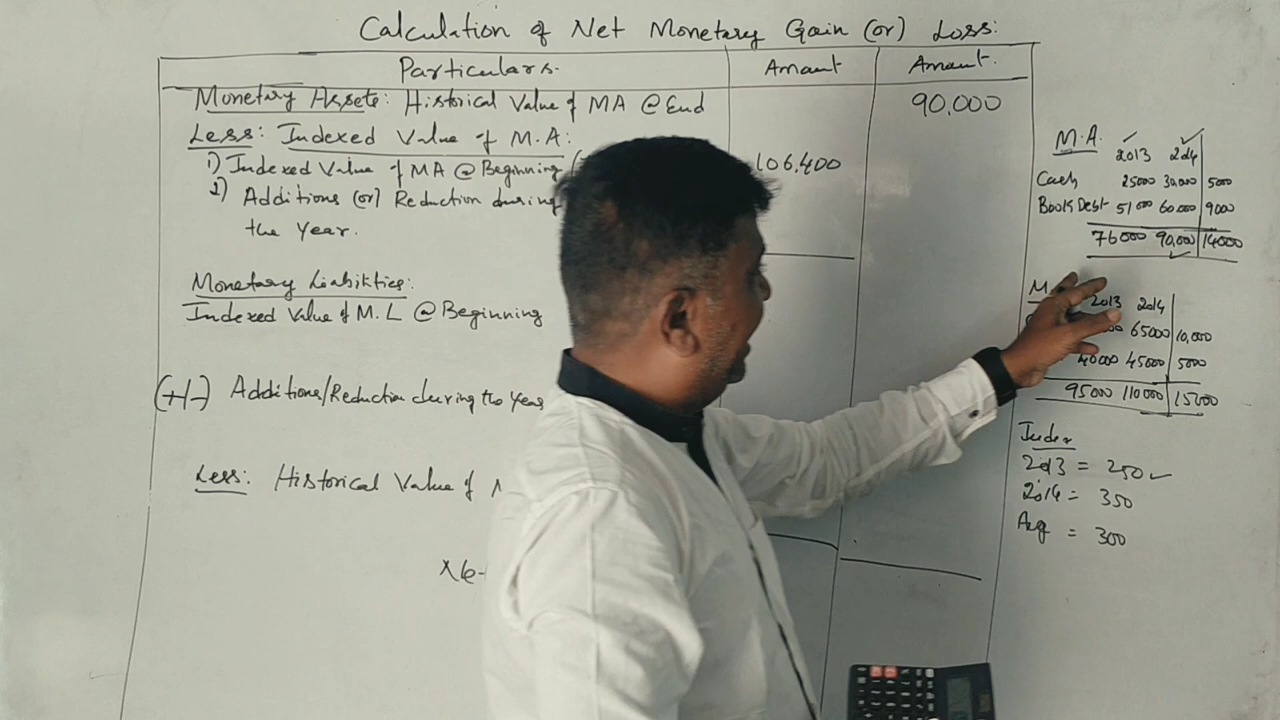 Calculation of Net Monetary Gain (or) Loss:
Particulars. Amount Amount.
Monetary Assets: Historical Value of MA @ End 90,000
Less: Indexed Value of M.A:
1) Indexed Value of MA @ Beginning 106,400
2) Additions (or) Reduction during
the Year.
Monetary Liabilities:
Indexed Value of M.L @ Beginning
(+/-) Additions/Reduction during the Year
Less: Historical Value of
M.A.
2013 2014
Cash 25000 30,000 5000
Book Debt 51000 60000 9000
76000 90,000 14000
2013 2014
65000 10,000
40000 45000 5000
95000 110000 15000
Index
2013 = 250
2014 = 350
Avg = 300